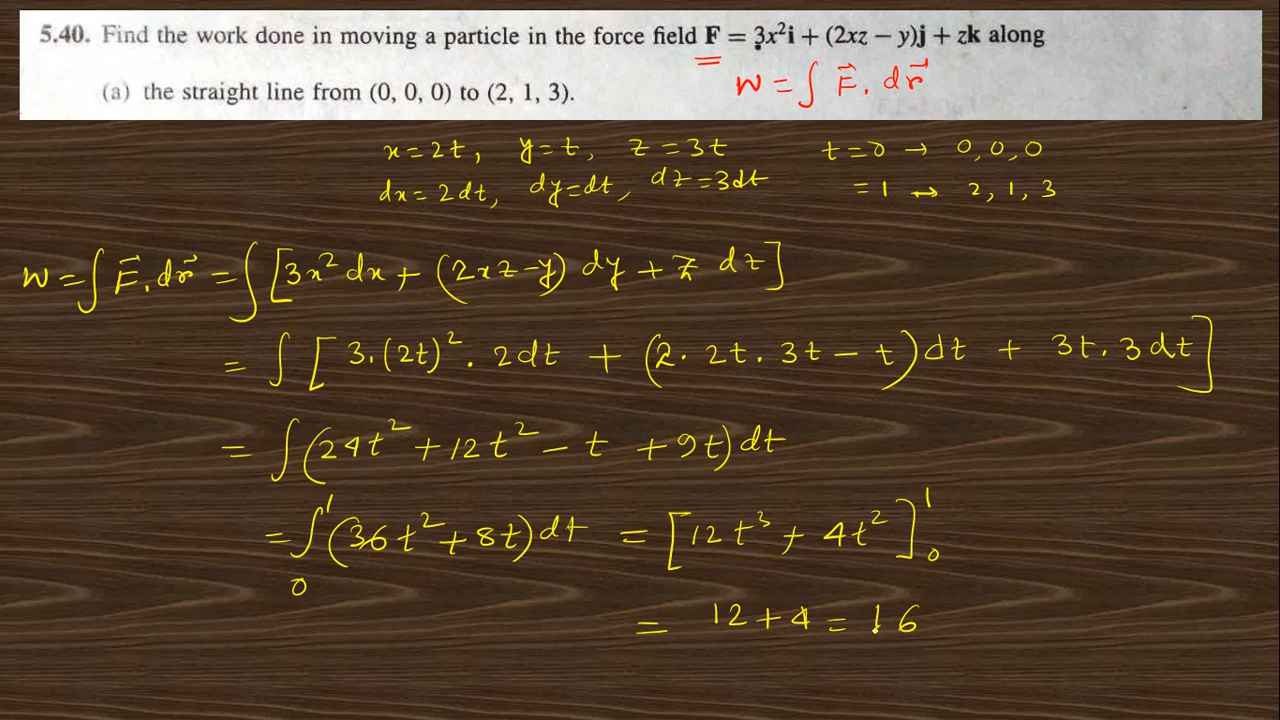 5.40. Find the work done in moving a particle in the force field F = 3x²i + (2xz − y)j + zk along
(a) the straight line from (0, 0, 0) to (2, 1, 3).
W = ∫ F⃗ . dr⃗
x = 2t, y = t, z = 3t t = 0 → 0, 0, 0
dx = 2dt, dy = dt, dz = 3dt = 1 → 2, 1, 3
W = ∫ F⃗ . dr⃗ = ∫ [3x² dx + (2xz − y) dy + z dz]
= ∫ [3.(2t)² . 2dt + (2. 2t. 3t − t) dt + 3t. 3dt]
= ∫ (24t² + 12t² − t + 9t) dt
= ∫₀¹ (36t² + 8t) dt = [12t³ + 4t²]₀¹
= 12 + 4 = 16